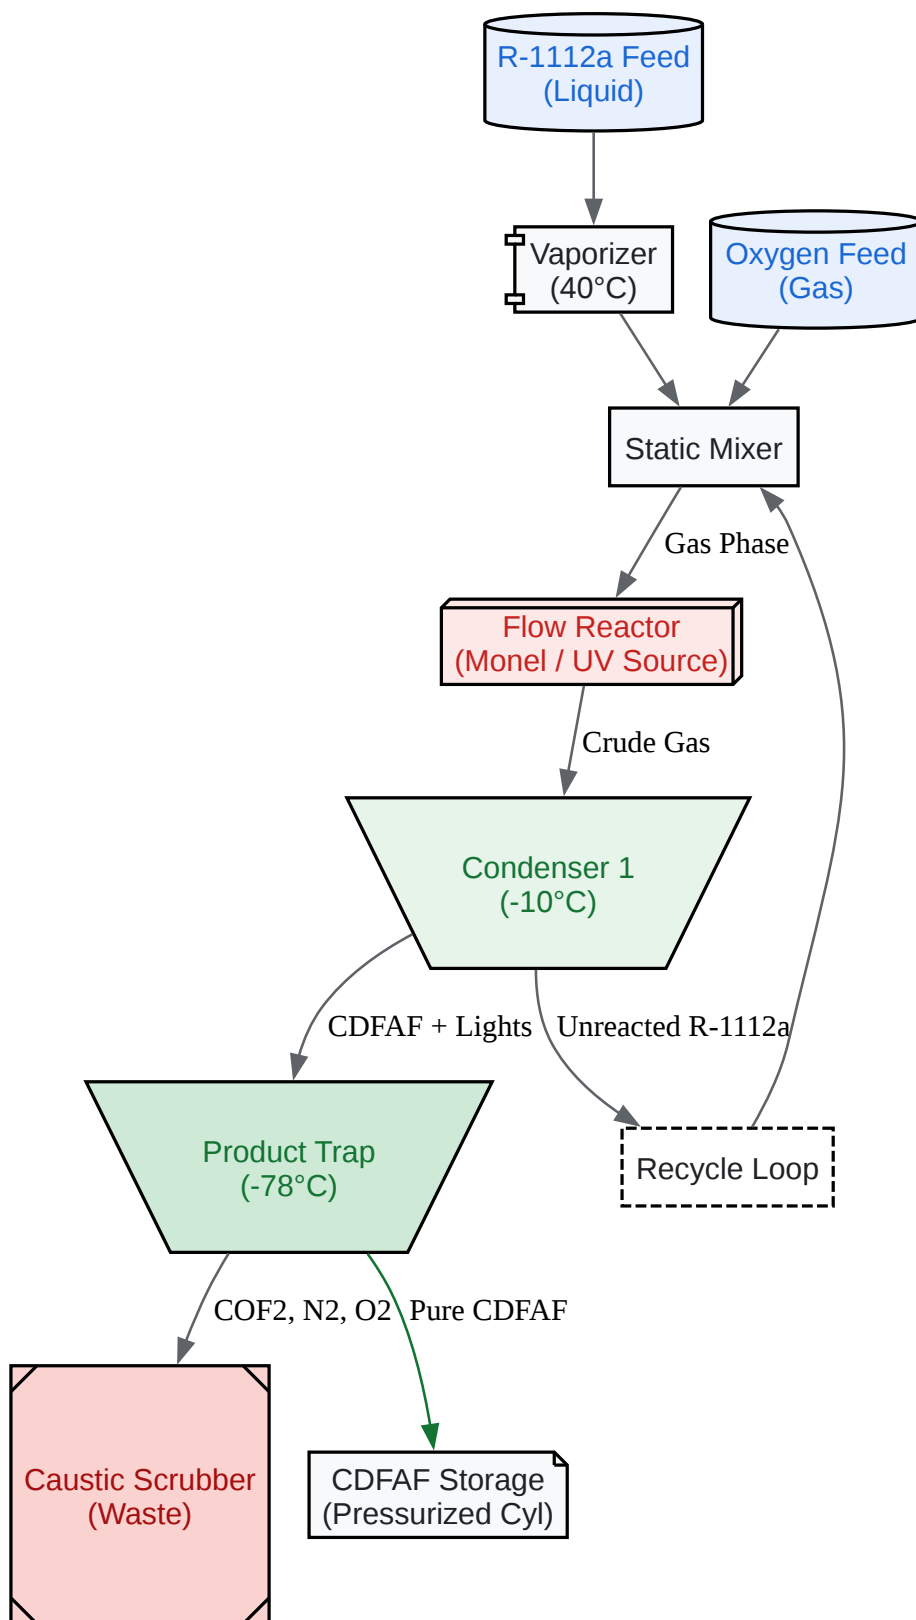 R-1112a Feed
(Liquid)
Vaporizer
(40°C)
Oxygen Feed
(Gas)
Static Mixer
Gas Phase
Flow Reactor
(Monel / UV Source)
Crude Gas
Condenser 1
(-10°C)
CDFAF + Lights
Unreacted R-1112a
Product Trap
(-78°C)
Recycle Loop
COF2, N2, O2
Pure CDFAF
Caustic Scrubber
(Waste)
CDFAF Storage
(Pressurized Cyl)